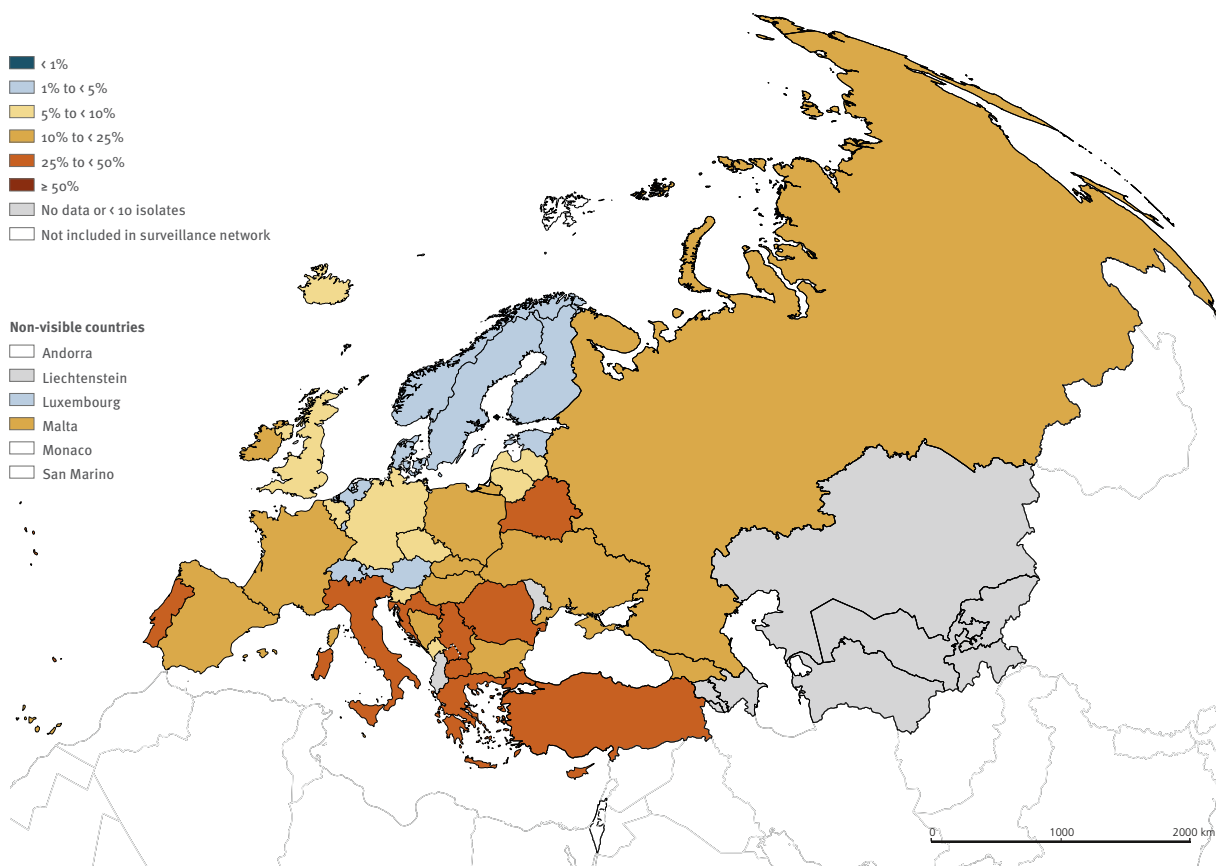 ‹ 1%
1% to ‹ 5%
5% to ‹ 10%
10% to ‹ 25%
25% to ‹ 50%
≥ 50%
No data or ‹ 10 isolates
Not included in surveillance network
Non-visible countries
Andorra
Liechtenstein
Luxembourg
Malta
Monaco
San Marino
0 1000 2000 km